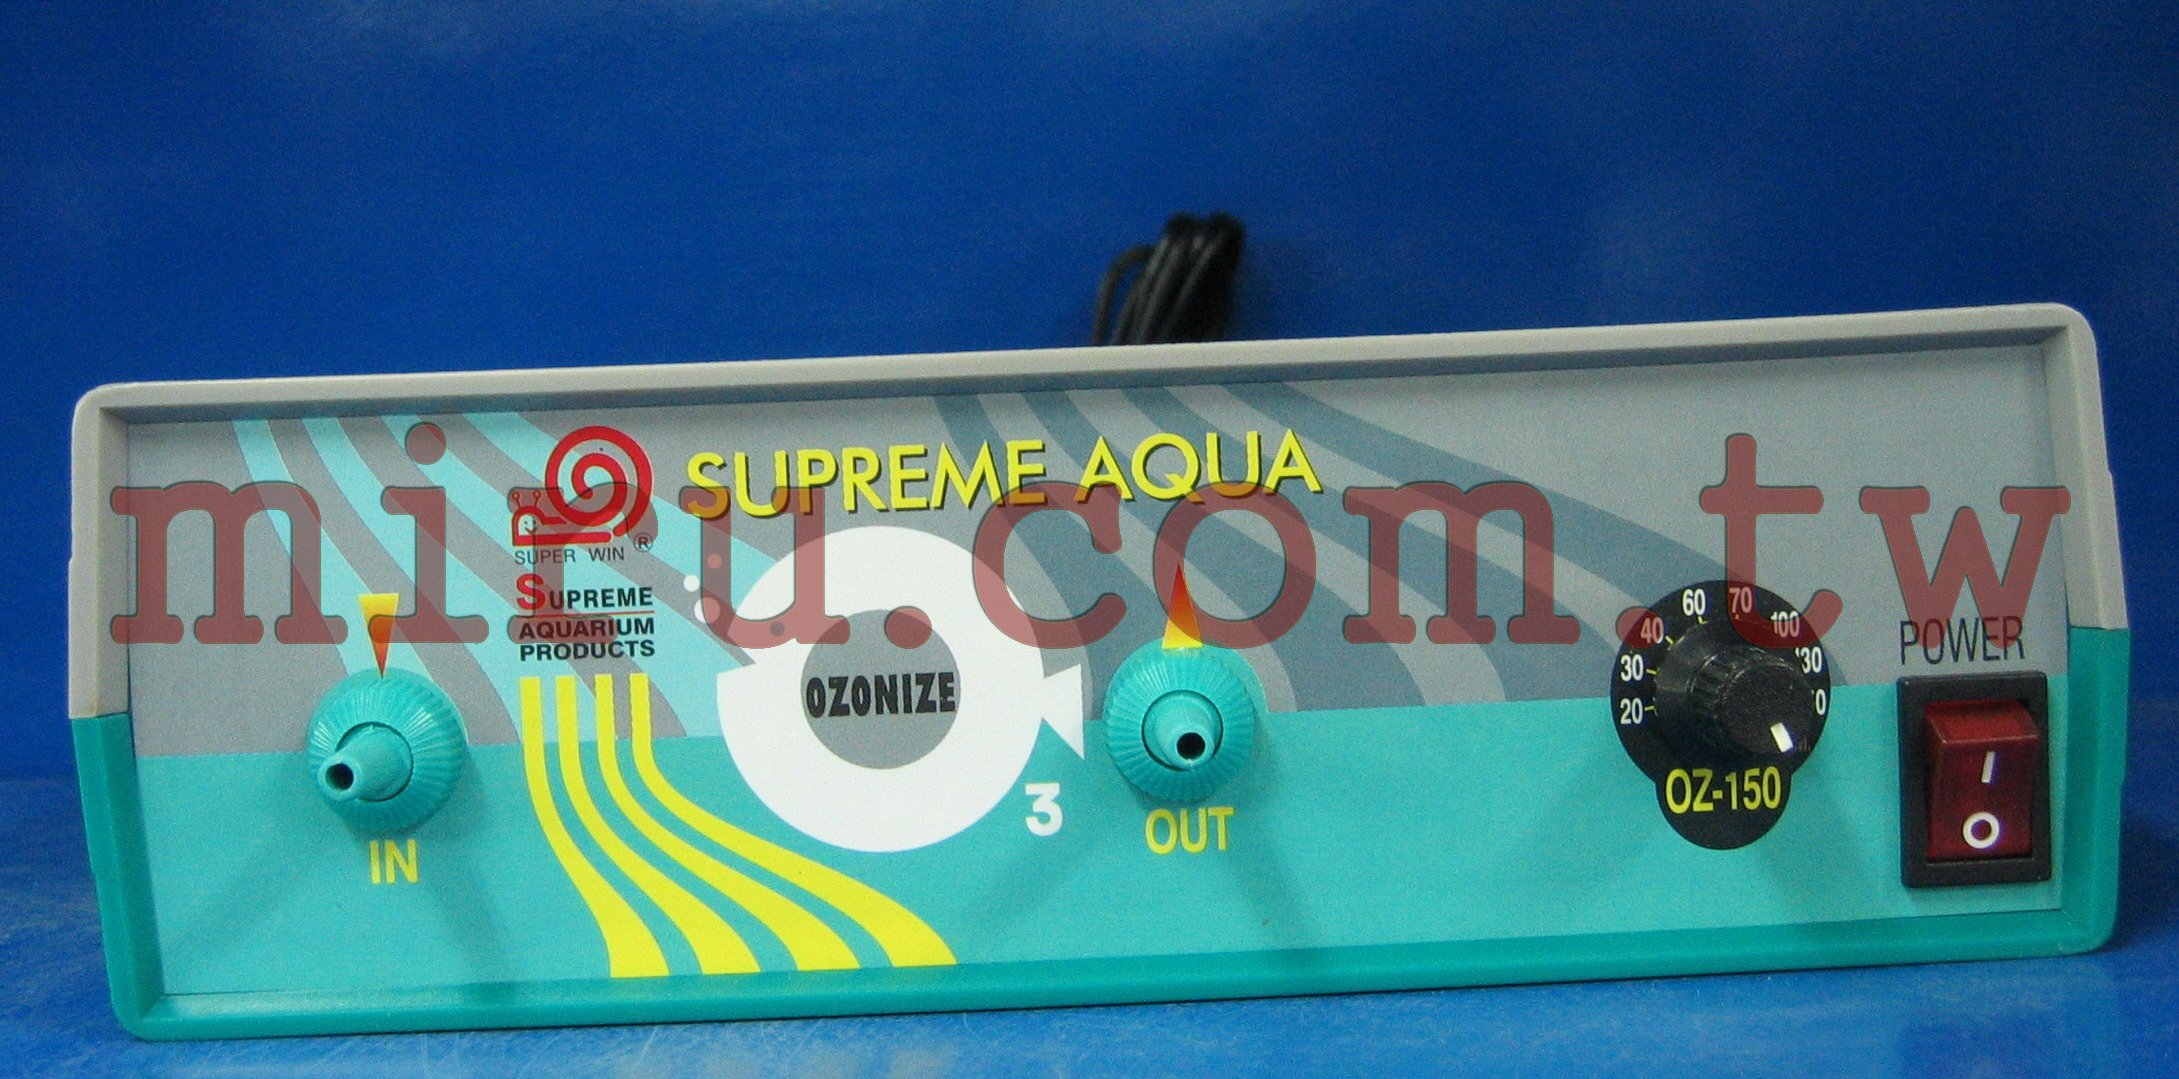 SUPREME AQUA
miru.com.tw
SUPER WIN ®
SUPREME
AQUARIUM
PRODUCTS
OZONIZE
3
IN
OUT
20 30 40 60 70 100
OZ-150
POWER
I
O